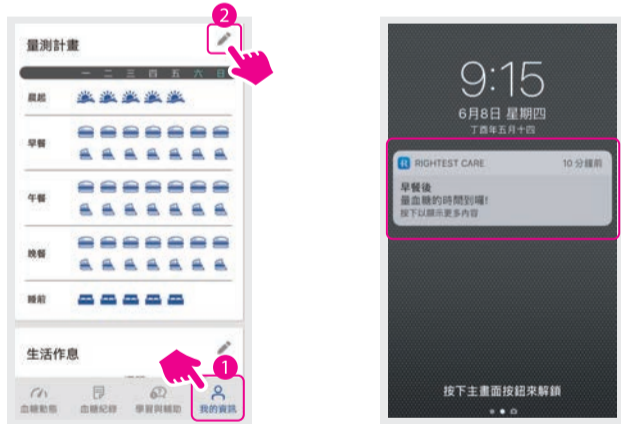 2
量測計畫
一 二 三 四 五 六 日
晨起
早餐
午餐
晚餐
睡前
生活作息
1
血糖動態 血糖紀錄 學習與輔助 我的資訊
9:15
6月8日 星期四
丁酉年五月十四
RIGHTEST CARE 10 分鐘前
早餐後
量血糖的時間到囉!
按下以顯示更多內容
按下主畫面按鈕來解鎖